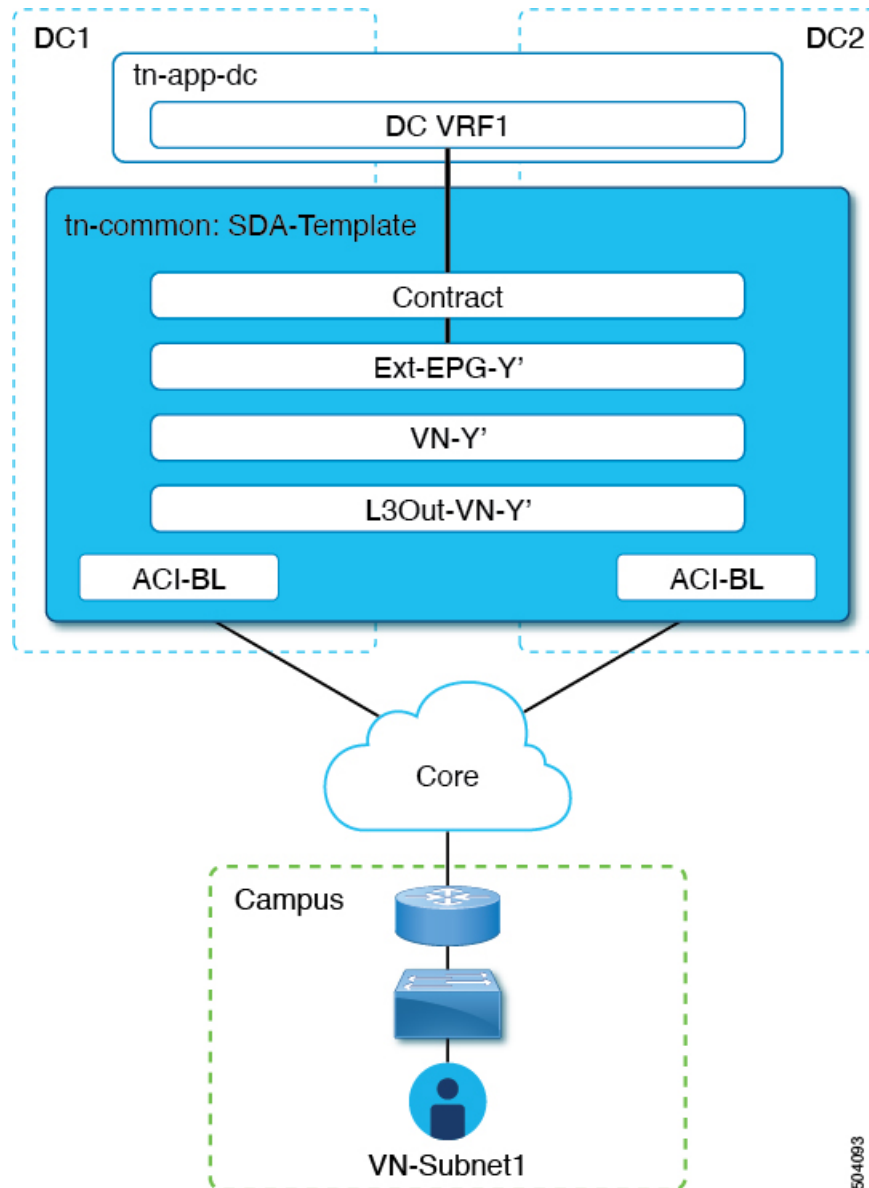 DC1
DC2
tn-app-dc
DC VRF1
tn-common: SDA-Template
Contract
Ext-EPG-Y’
VN-Y’
L3Out-VN-Y’
ACI-BL
ACI-BL
Core
Campus
VN-Subnet1
504093